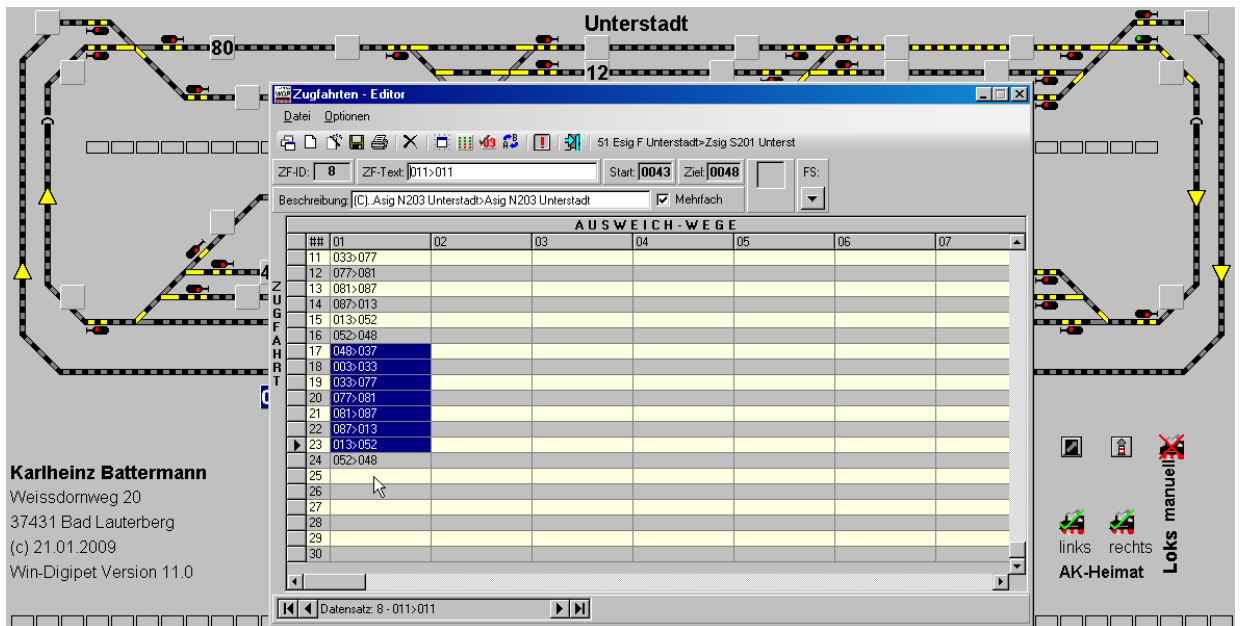 Unterstadt
80
12
Zugfahrten - Editor
Datei Optionen
51 Esig F Unterstadt>Zsig S201 Unterst
ZF-ID: 8 ZF-Text: 011>011 Start: 0043 Ziel: 0048 FS:
Beschreibung: (C)..Asig N203 Unterstadt>Asig N203 Unterstadt Mehrfach
AUSWEICH-WEGE
## 01 02 03 04 05 06 07
ZUGFAHRT
11 033>077
12 077>081
13 081>087
14 087>013
15 013>052
16 052>048
17 048>037
18 003>033
19 033>077
20 077>081
21 081>087
22 087>013
23 013>052
24 052>048
25
26
27
28
29
30
Datensatz: 8 - 011>011
Karlheinz Battermann
Weissdornweg 20
37431 Bad Lauterberg
(c) 21.01.2009
Win-Digipet Version 11.0
links rechts
AK-Heimat
Loks manuell